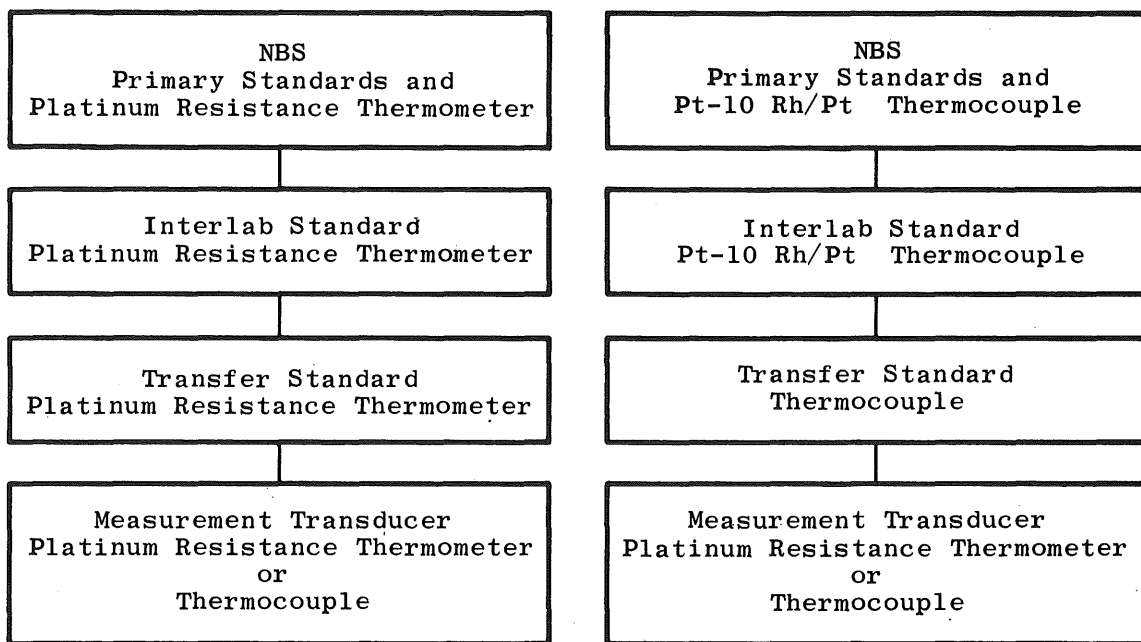 NBS
Primary Standards and
Platinum Resistance Thermometer
Interlab Standard
Platinum Resistance Thermometer
Transfer Standard
Platinum Resistance Thermometer
Measurement Transducer
Platinum Resistance Thermometer
or
Thermocouple
NBS
Primary Standards and
Pt-10 Rh/Pt Thermocouple
Interlab Standard
Pt-10 Rh/Pt Thermocouple
Transfer Standard
Thermocouple
Measurement Transducer
Platinum Resistance Thermometer
or
Thermocouple